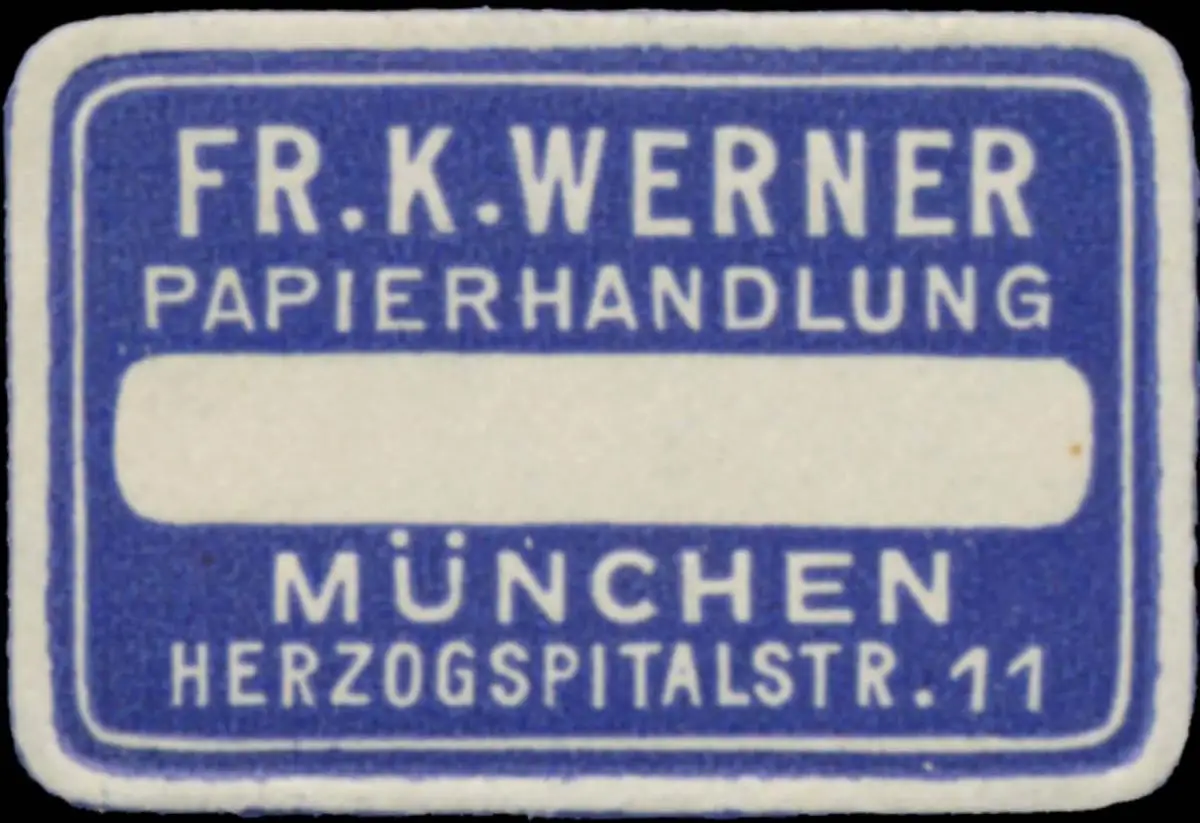 FR.K.WERNER
PAPIERHANDLUNG
MÜNCHEN
HERZOGSPITALSTR.11